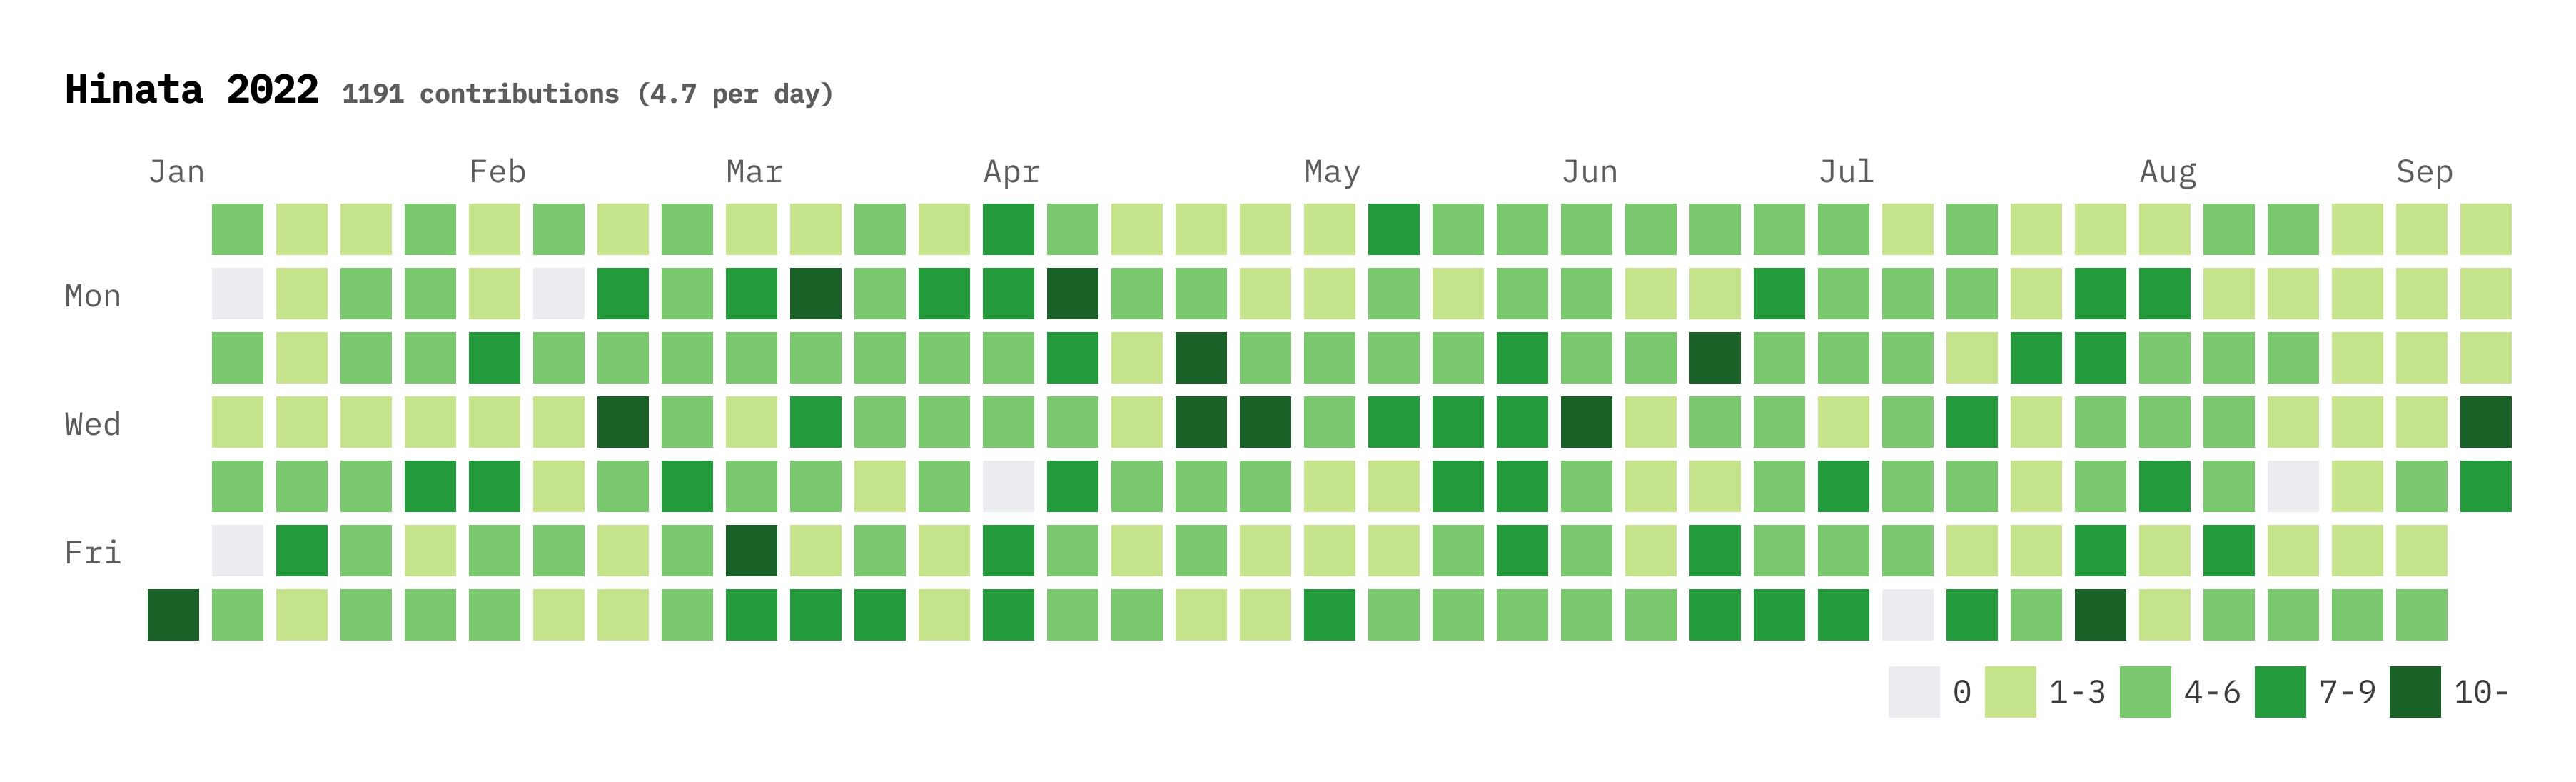 Hinata 2022 1191 contributions (4.7 per day)
Jan Feb Mar Apr May Jun Jul Aug Sep
Mon
Wed
Fri
0 1-3 4-6 7-9 10-